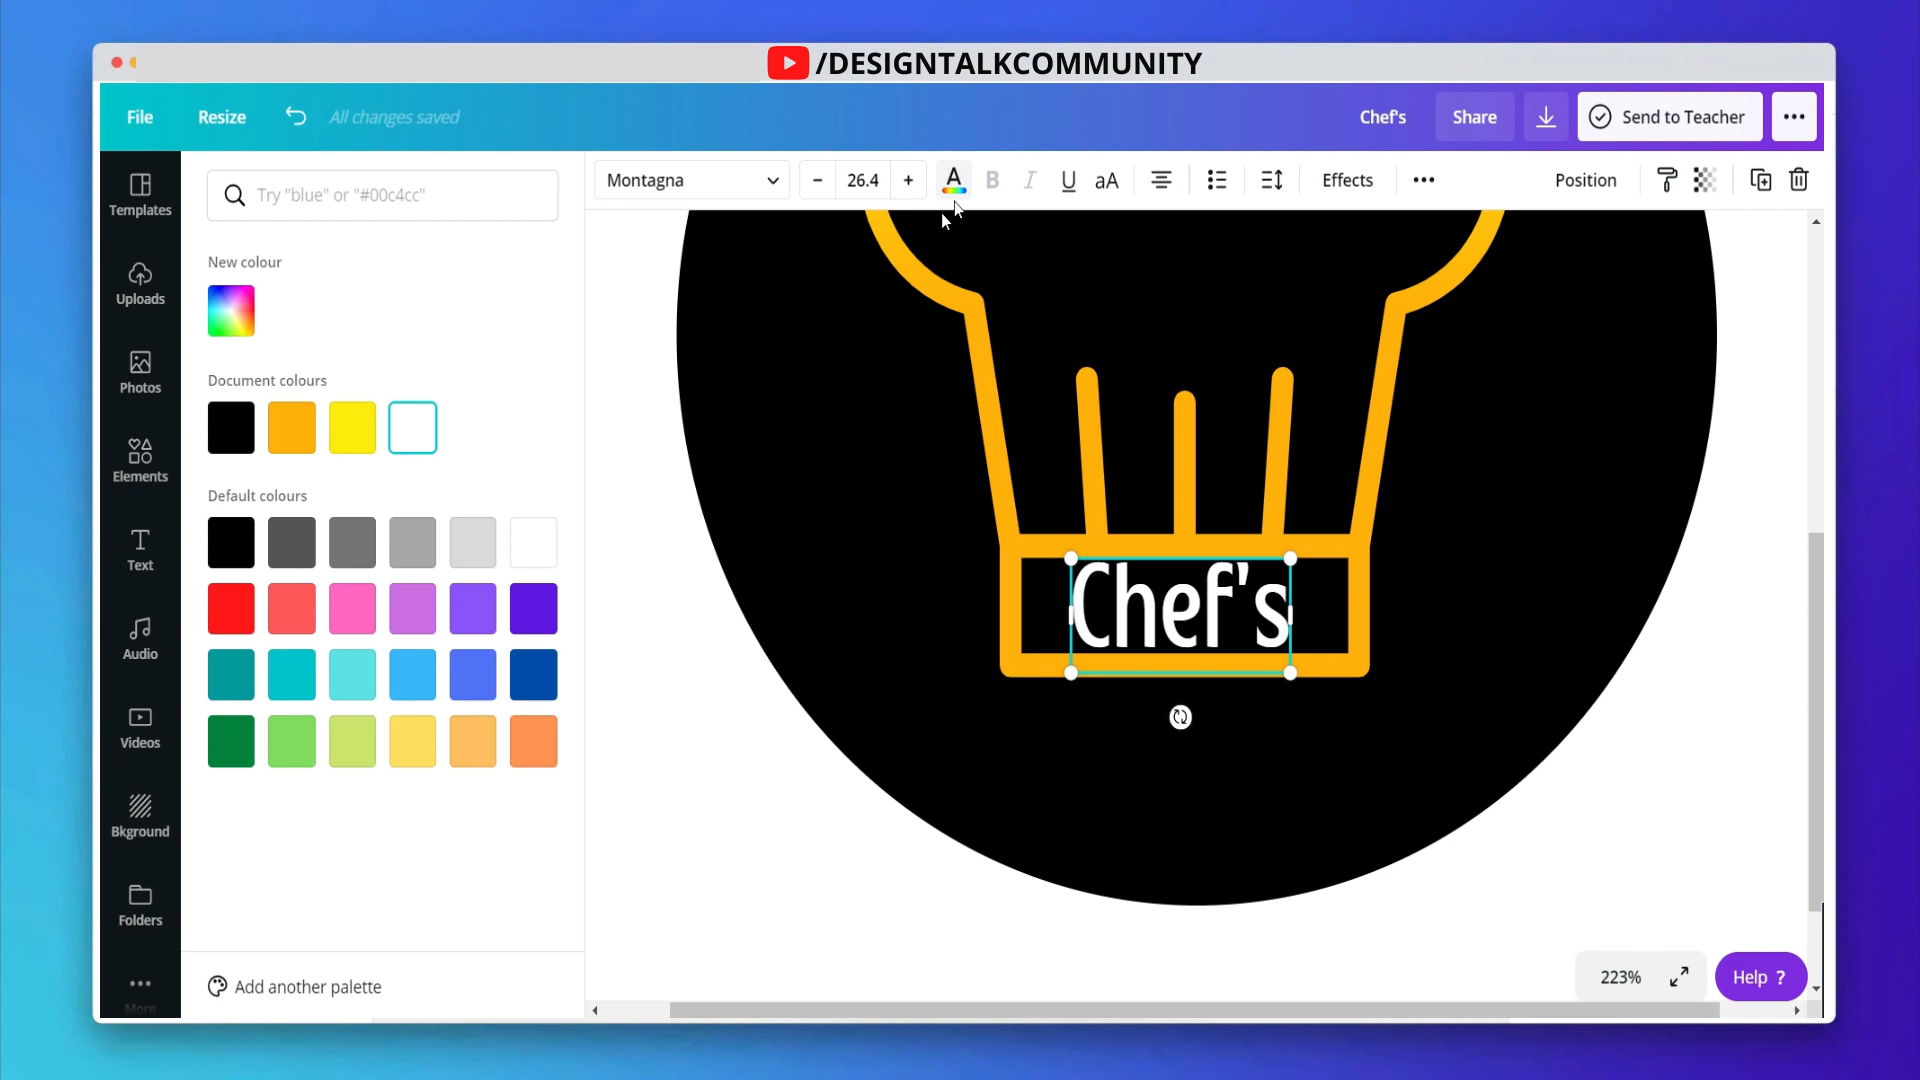 /DESIGNTALKCOMMUNITY
File
Resize
All changes saved
Chef's
Share
Send to Teacher
Templates
Uploads
Photos
Elements
Text
Audio
Videos
Bkground
Folders
More
Try "blue" or "#00c4cc"
New colour
Document colours
Default colours
Add another palette
Montagna
− 26.4 +
A
B
I
U
aA
Effects
Position
Chef's
223%
Help ?